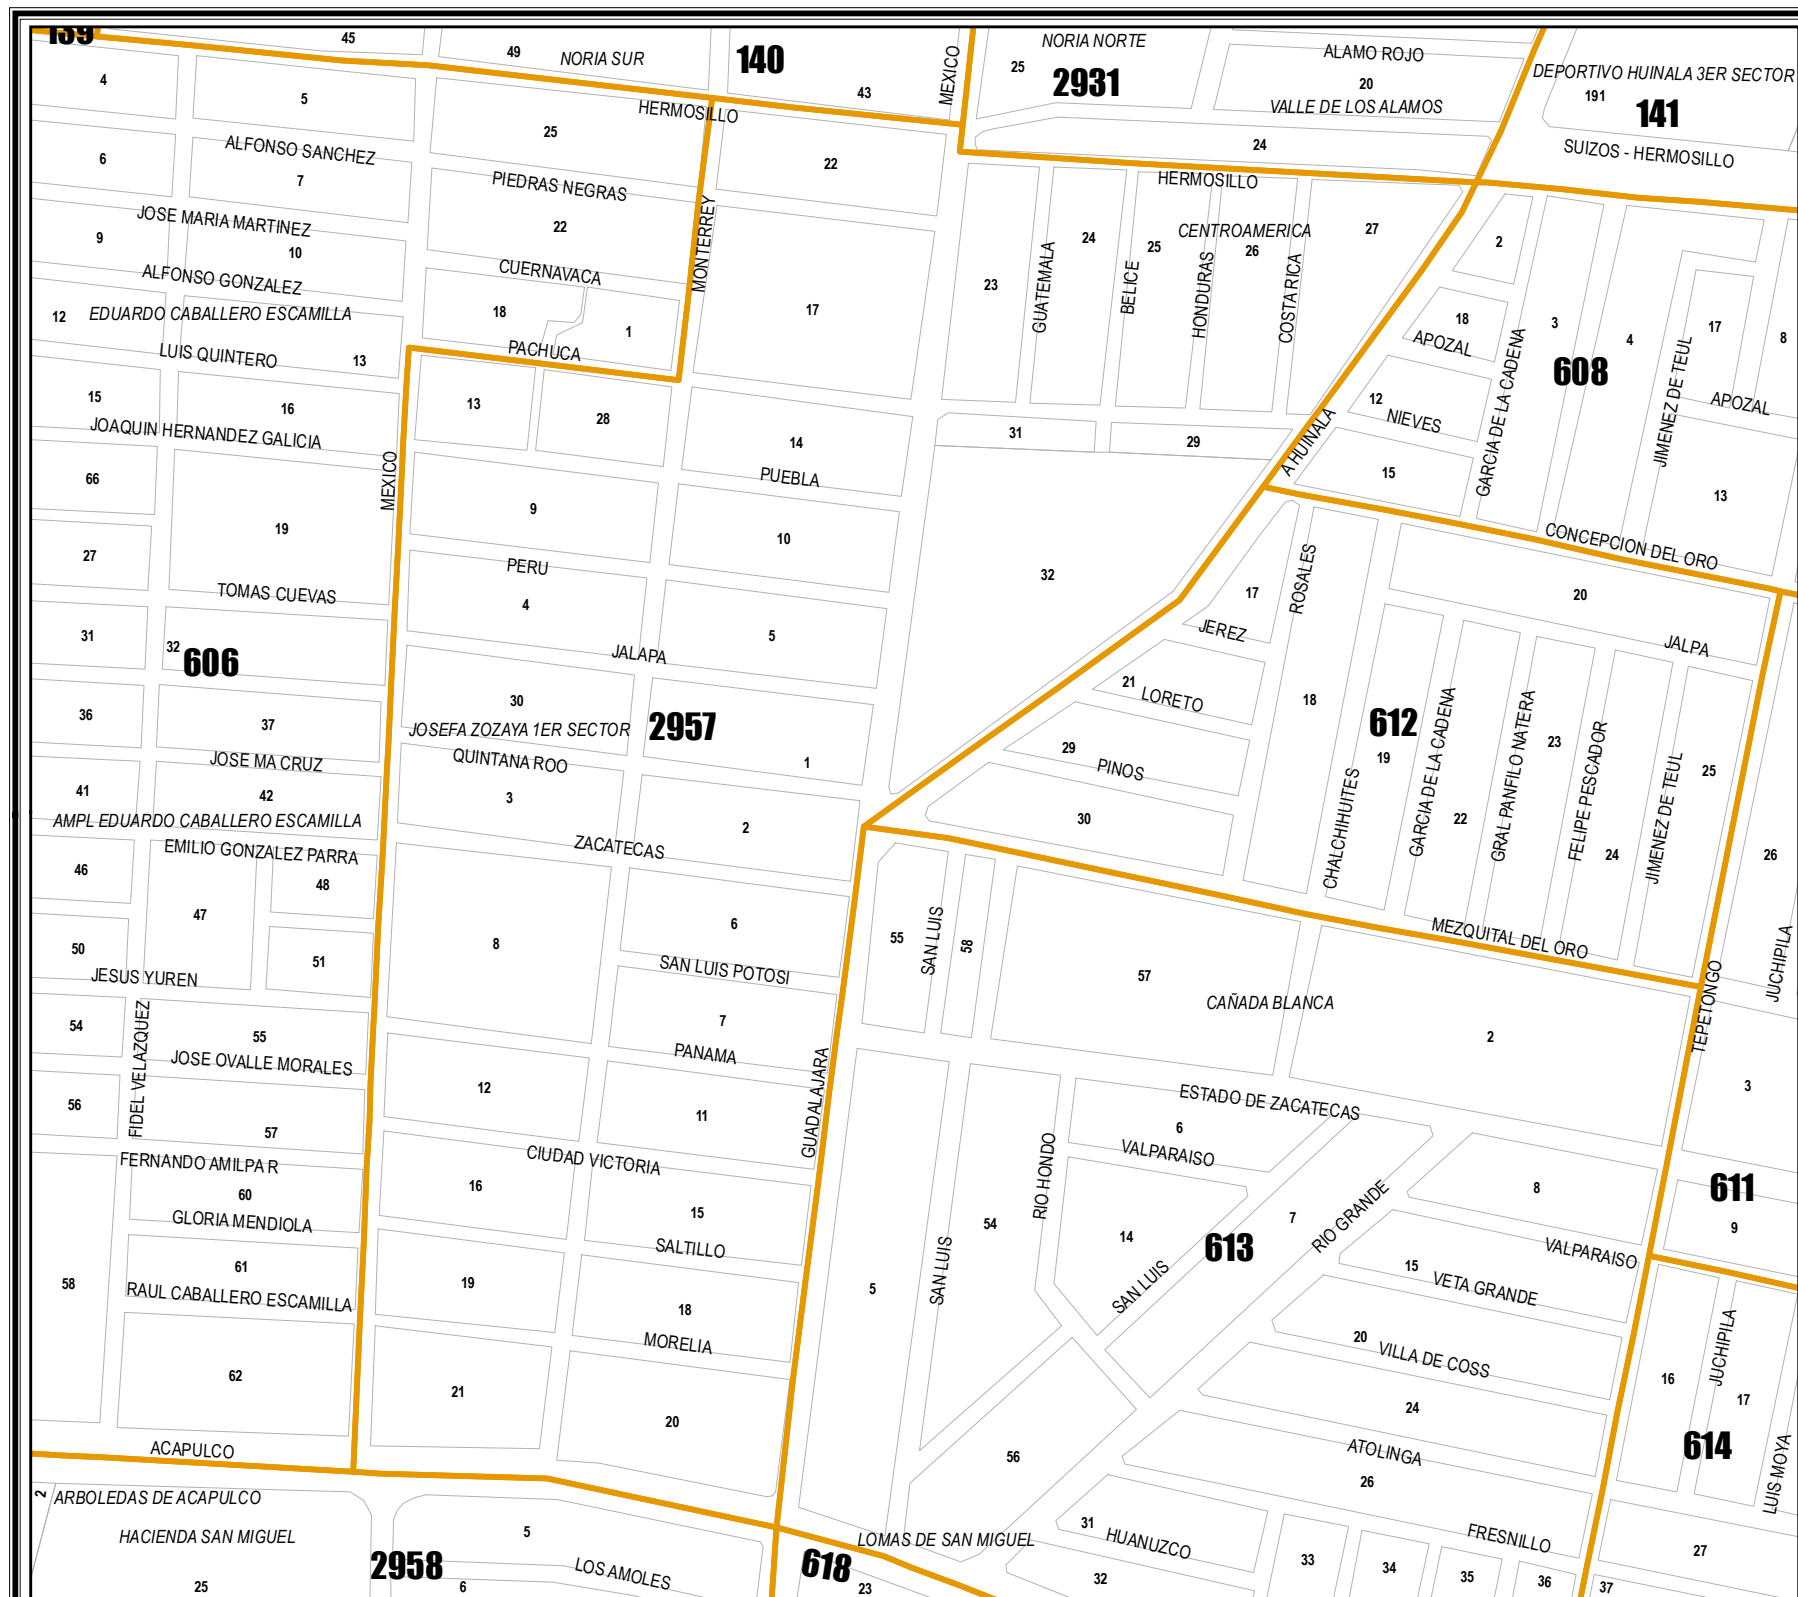 139
45
49
NORIA SUR
140
43
MEXICO
NORIA NORTE
25
2931
ALAMO ROJO
20
VALLE DE LOS ALAMOS
DEPORTIVO HUINALA 3ER SECTOR
191
141
SUIZOS - HERMOSILLO
24
HERMOSILLO
HERMOSILLO
4
5
ALFONSO SANCHEZ
25
22
6
7
PIEDRAS NEGRAS
JOSE MARIA MARTINEZ
22
MONTERREY
9
10
ALFONSO GONZALEZ
CUERNAVACA
12
EDUARDO CABALLERO ESCAMILLA
18
1
17
LUIS QUINTERO
13
PACHUCA
23
GUATEMALA
24
BELICE
25
CENTROAMERICA
HONDURAS
26
COSTA RICA
27
2
18
APOZAL
3
4
17
8
608
JIMENEZ DE TEUL
APOZAL
12
NIEVES
GARCIA DE LA CADENA
15
13
A HUINALA
CONCEPCION DEL ORO
15
16
JOAQUIN HERNANDEZ GALICIA
13
28
14
PUEBLA
31
29
66
19
MEXICO
9
10
27
TOMAS CUEVAS
PERU
4
5
32
17
ROSALES
JEREZ
20
JALPA
31
32
606
JALAPA
21
LORETO
18
36
37
30
JOSEFA ZOZAYA 1ER SECTOR
2957
1
29
PINOS
612
19
GARCIA DE LA CADENA
GRAL PANFILO NATERA
23
FELIPE PESCADOR
JIMENEZ DE TEUL
25
JOSE MA CRUZ
QUINTANA ROO
3
2
41
42
AMPL EDUARDO CABALLERO ESCAMILLA
30
CHALCHIHUITES
22
24
26
EMILIO GONZALEZ PARRA
ZACATECAS
46
47
48
8
6
55
SAN LUIS
58
57
MEZQUITAL DEL ORO
TEPETONGO
JUCHIPILA
50
51
JESUS YUREN
SAN LUIS POTOSI
CAÑADA BLANCA
2
54
FIDEL VELAZQUEZ
55
JOSE OVALLE MORALES
7
PANAMA
3
12
11
GUADALAJARA
ESTADO DE ZACATECAS
56
57
6
VALPARAISO
FERNANDO AMILPA R
CIUDAD VICTORIA
60
GLORIA MENDIOLA
16
15
SALTILLO
RIO HONDO
8
611
9
54
14
613
7
RIO GRANDE
VALPARAISO
58
61
RAUL CABALLERO ESCAMILLA
19
18
MORELIA
5
SAN LUIS
SAN LUIS
15
VETA GRANDE
20
VILLA DE COSS
62
21
20
24
16
JUCHIPILA
17
614
ACAPULCO
56
ATOLINGA
26
LUIS MOYA
2
ARBOLEDAS DE ACAPULCO
HACIENDA SAN MIGUEL
25
2958
5
6
LOS AMOLES
618
23
LOMAS DE SAN MIGUEL
31
HUANUZCO
32
FRESNILLO
33
34
35
36
37
27